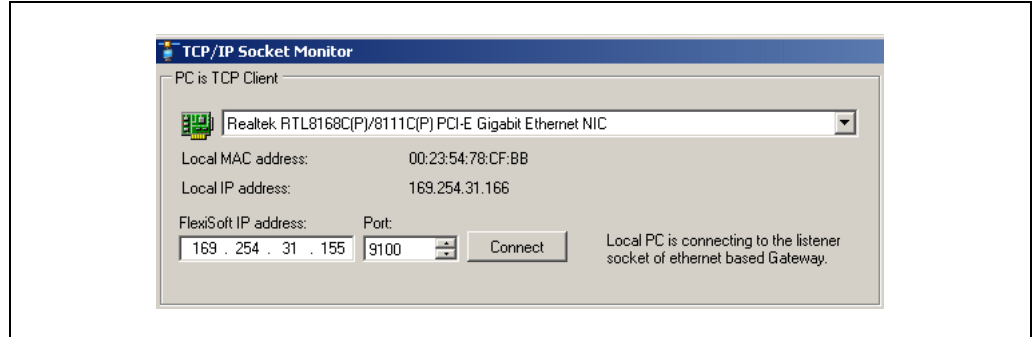 TCP/IP Socket Monitor
PC is TCP Client
Realtek RTL8168C(P)/8111C(P) PCI-E Gigabit Ethernet NIC
Local MAC address: 00:23:54:78:CF:BB
Local IP address: 169.254.31.166
FlexiSoft IP address: Port:
169 . 254 . 31 . 155 9100 Connect
Local PC is connecting to the listener
socket of ethernet based Gateway.